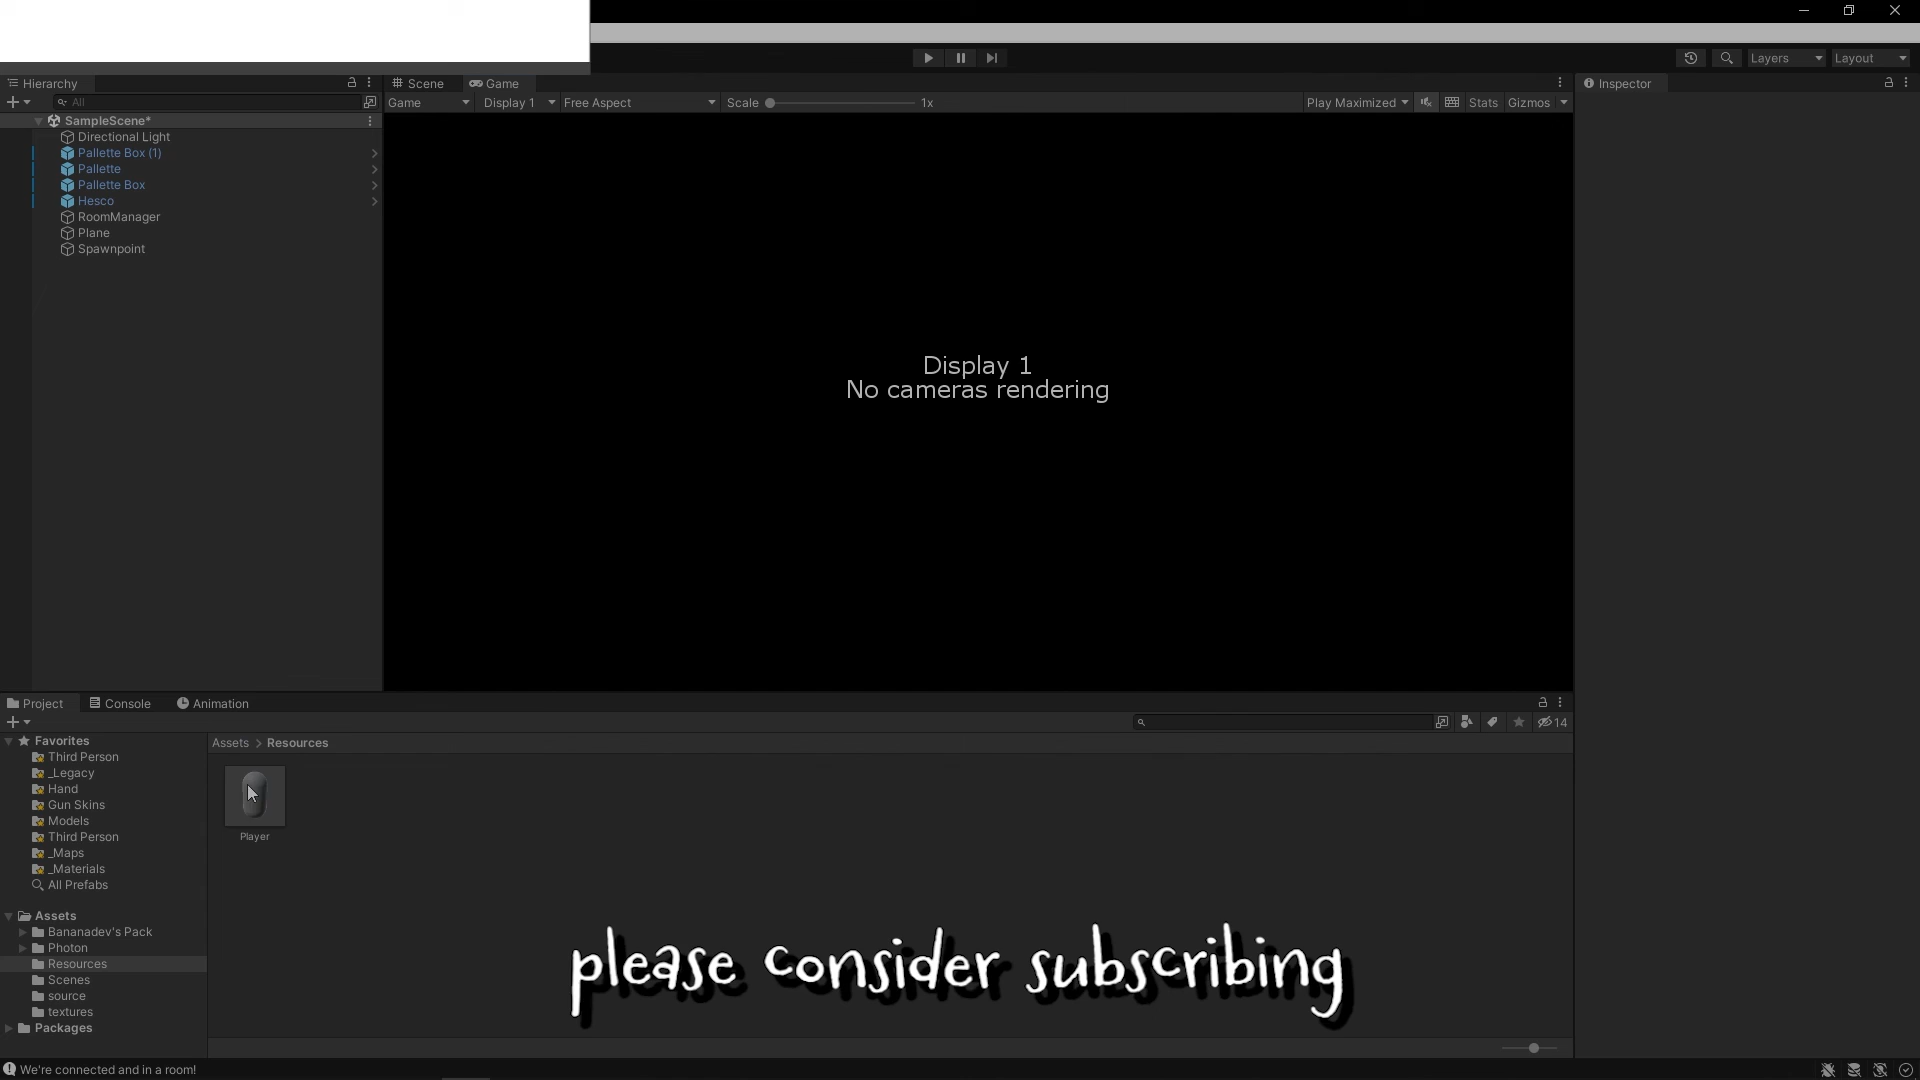 Layers
Layout
Hierarchy
Scene
Game
Inspector
All
Game
Display 1
Free Aspect
Scale
1x
Play Maximized
Stats
Gizmos
SampleScene*
Directional Light
Pallette Box (1)
Pallette
Pallette Box
Hesco
RoomManager
Plane
Spawnpoint
Display 1
No cameras rendering
Project
Console
Animation
14
Favorites
Third Person
_Legacy
Hand
Gun Skins
Models
Third Person
_Maps
_Materials
All Prefabs
Assets
Bananadev's Pack
Photon
Resources
Scenes
source
textures
Packages
Assets > Resources
Player
please consider subscribing
We're connected and in a room!